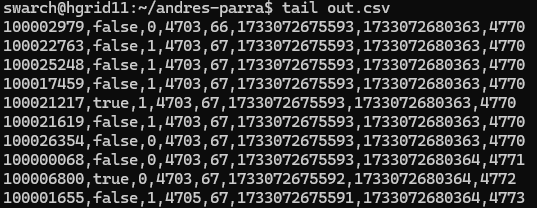 swarch@hgrid11:~/andres-parra$ tail out.csv
100002979,false,0,4703,66,1733072675593,1733072680363,4770
100022763,false,1,4703,67,1733072675593,1733072680363,4770
100025248,false,1,4703,67,1733072675593,1733072680363,4770
100017459,false,1,4703,67,1733072675593,1733072680363,4770
100021217,true,1,4703,67,1733072675593,1733072680363,4770
100021619,false,1,4703,67,1733072675593,1733072680363,4770
100026354,false,0,4703,67,1733072675593,1733072680363,4770
100000068,false,0,4703,67,1733072675593,1733072680364,4771
100006800,true,0,4703,67,1733072675592,1733072680364,4772
100001655,false,1,4705,67,1733072675591,1733072680364,4773